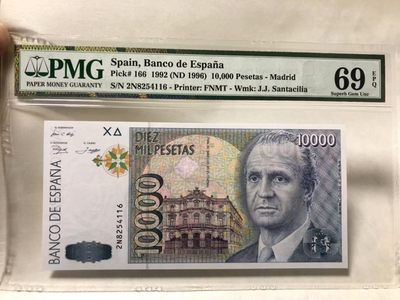 PMG
PAPER MONEY GUARANTY
Spain, Banco de España
Pick# 166 1992 (ND 1996) 10,000 Pesetas - Madrid
S/N 2N8254116 - Printer: FNMT - Wmk: J.J. Santacilia
69
EPQ
Superb Gem Unc
DIEZ
MIL PESETAS
10000
BANCO DE ESPAÑA
2N8254116
10000